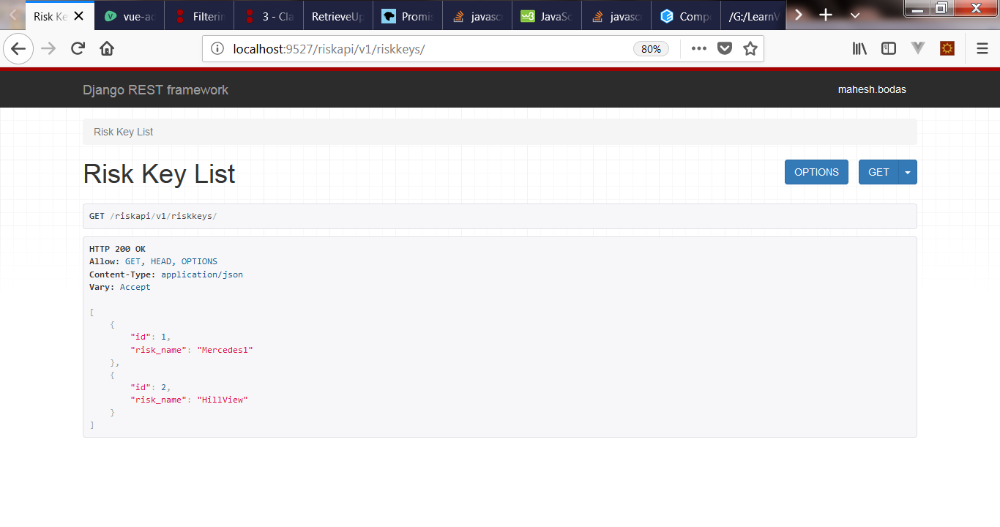 Risk Ke
vue-ad
Filterin
3 - Cla
RetrieveUp
Promis
javascr
JavaSc
javascr
Compo
/G:/LearnV
localhost:9527/riskapi/v1/riskkeys/
80%
Django REST framework
mahesh.bodas
Risk Key List
Risk Key List
OPTIONS
GET
GET /riskapi/v1/riskkeys/
HTTP 200 OK
Allow: GET, HEAD, OPTIONS
Content-Type: application/json
Vary: Accept
[
    {
        "id": 1,
        "risk_name": "Mercedes1"
    },
    {
        "id": 2,
        "risk_name": "HillView"
    }
]